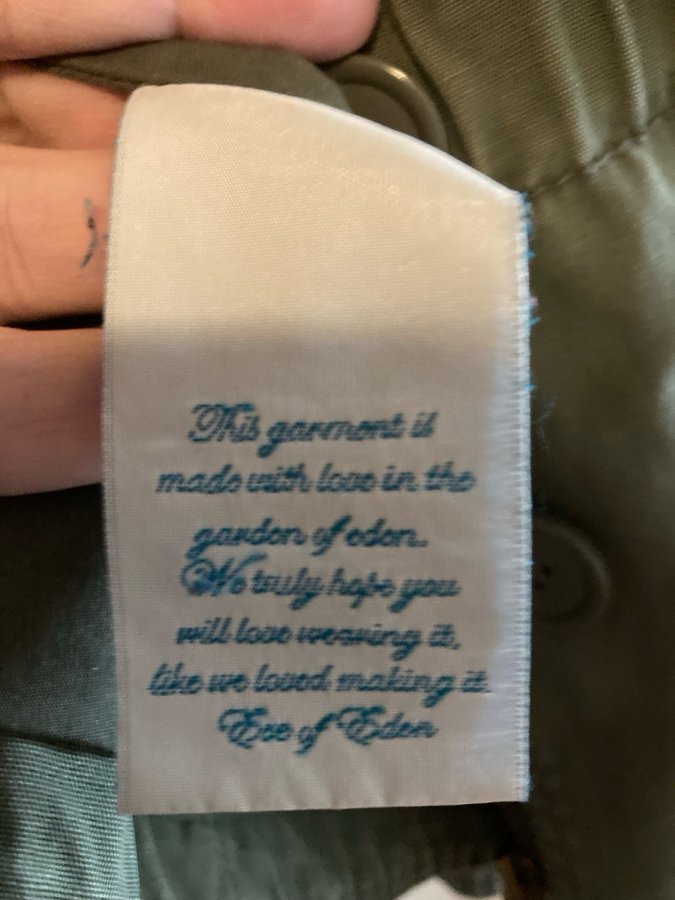 This garment is
made with love in the
garden of eden..
We truly hope you
will love wearing it,
like we loved making it.
Eve of Eden